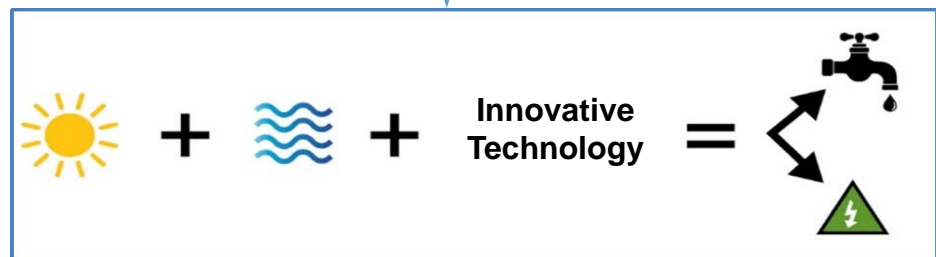 + + Innovative
Technology =